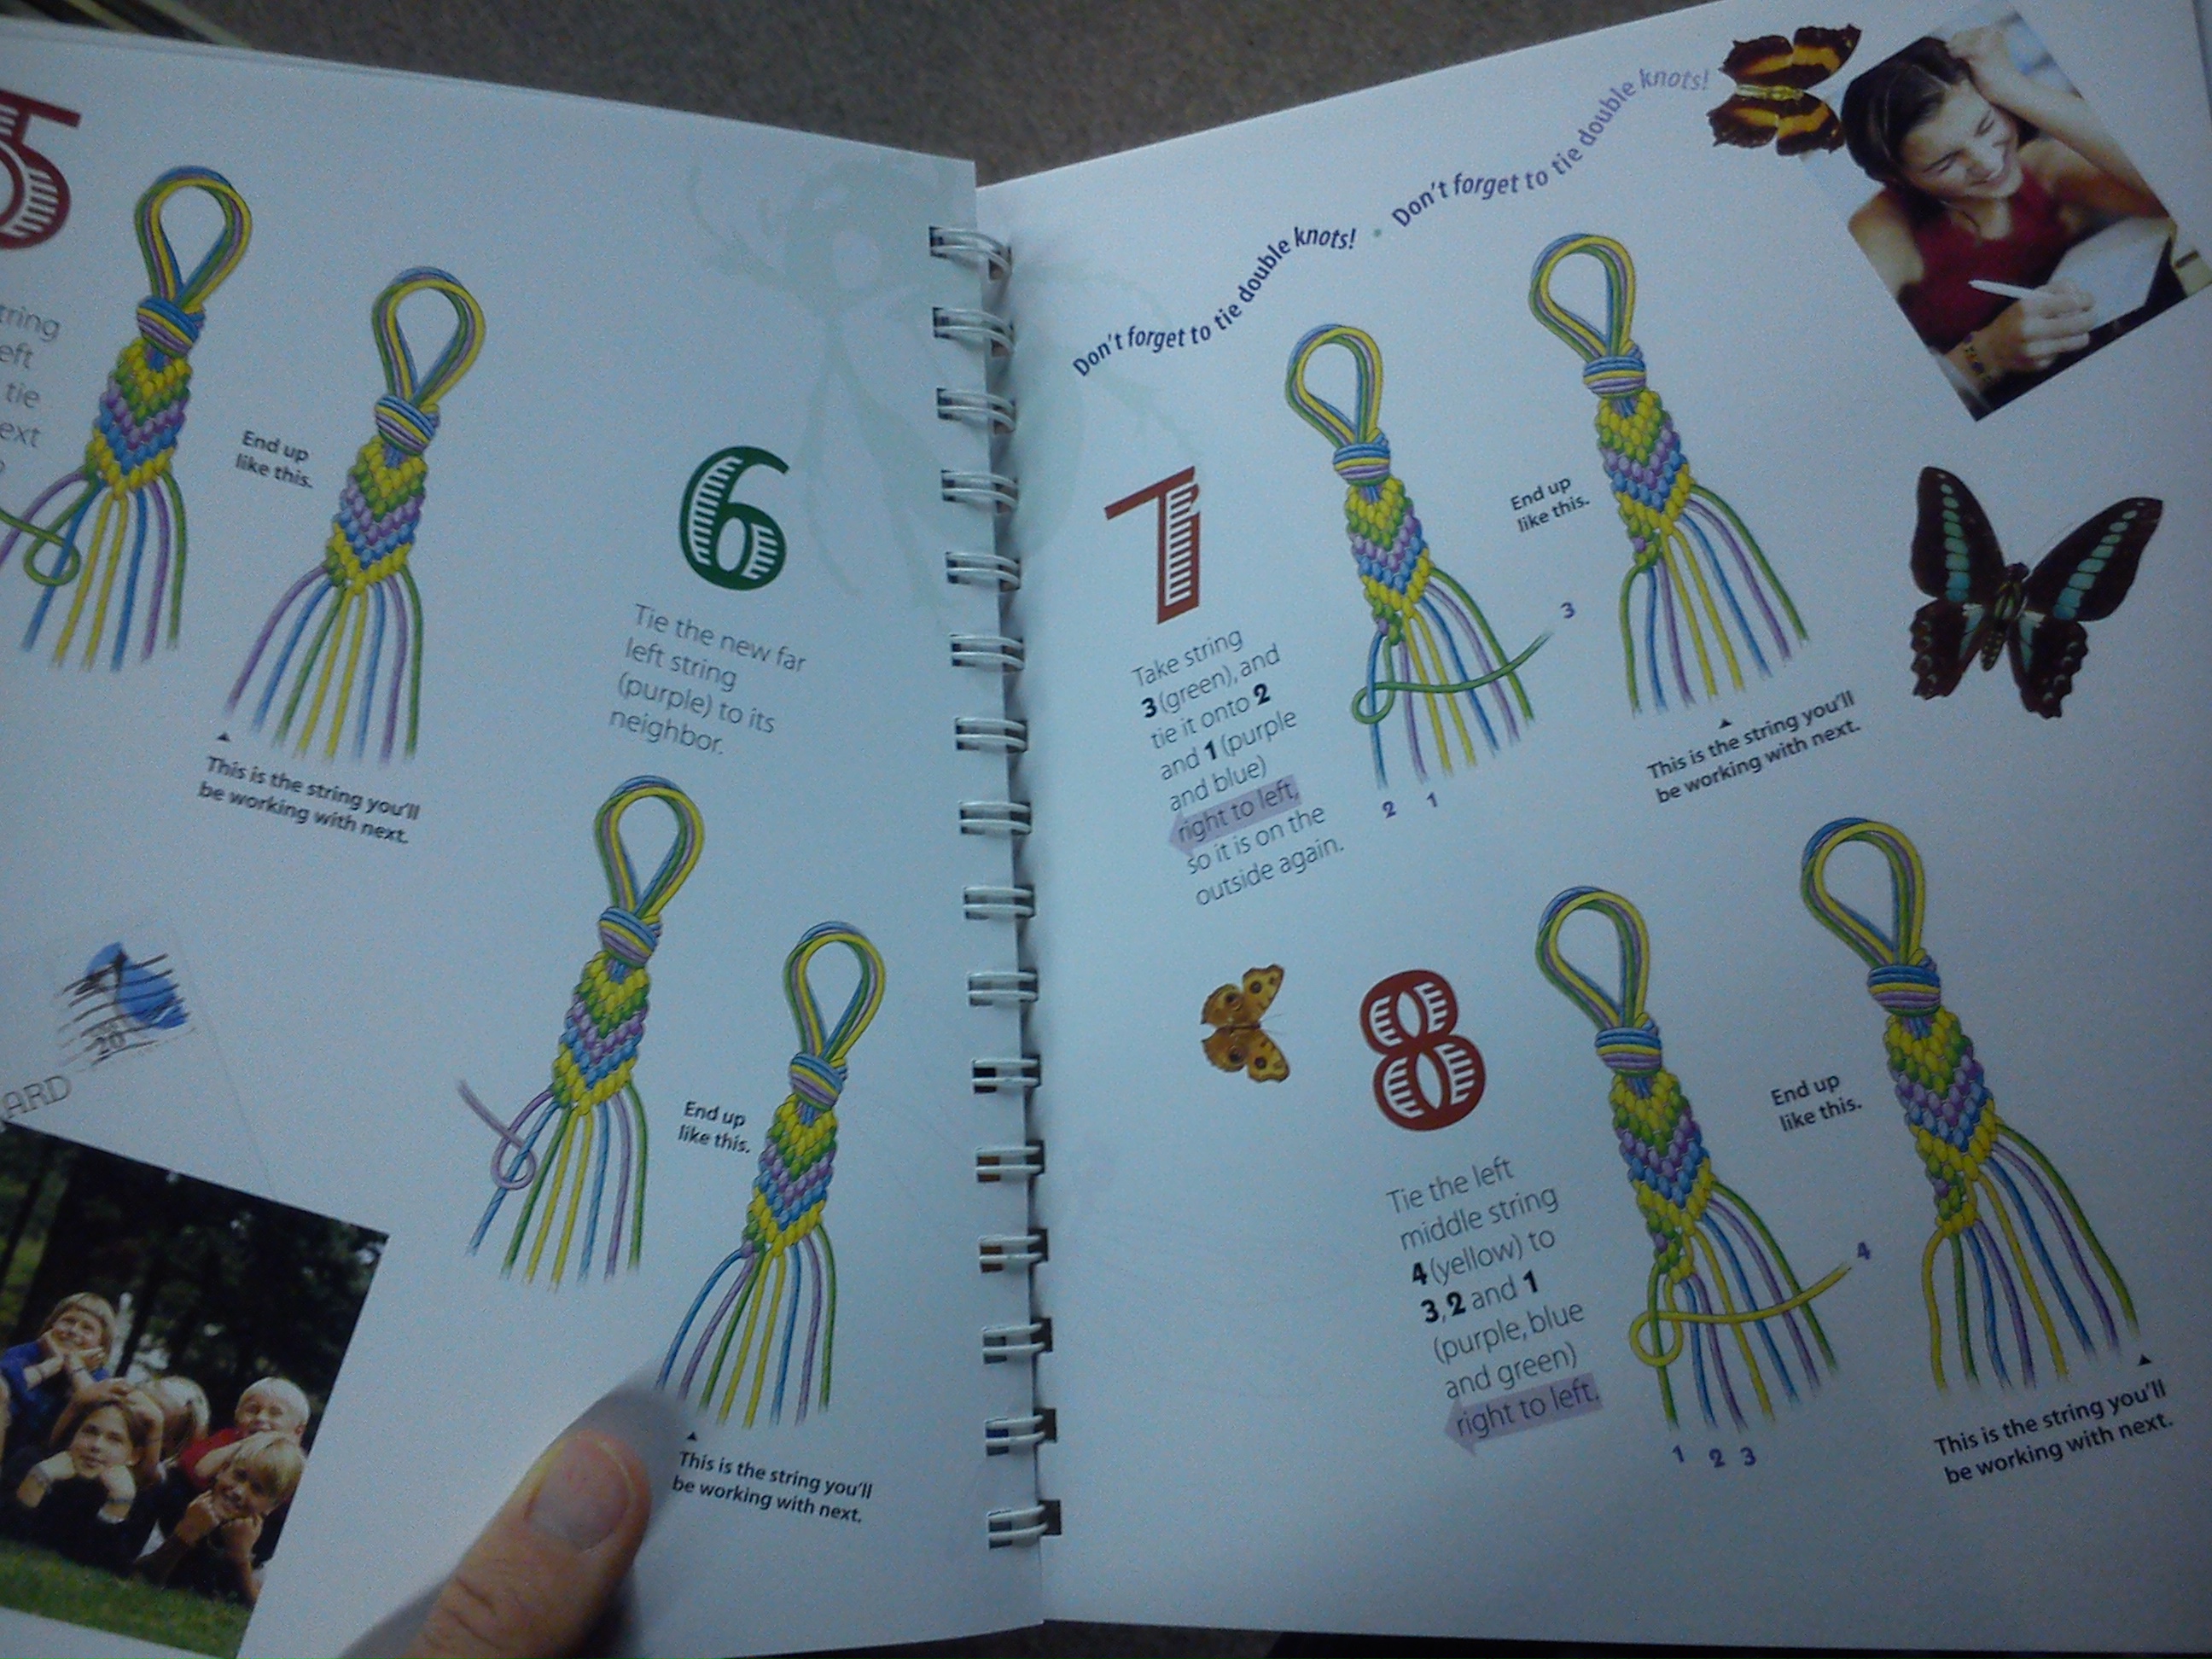 5
tring
eft
tie
ext
End up
like this.
This is the string you'll
be working with next.
20
ARD
6
Tie the new far
left string
(purple) to its
neighbor.
End up
like this.
This is the string you'll
be working with next.
Don't forget to tie double knots! • Don't forget to tie double knots!
7
Take string
3 (green), and
tie it onto 2
and 1 (purple
and blue)
right to left,
so it is on the
outside again.
3
2 1
End up
like this.
This is the string you'll
be working with next.
8
Tie the left
middle string
4 (yellow) to
3, 2 and 1
(purple, blue
and green)
right to left.
4
1 2 3
End up
like this.
This is the string you'll
be working with next.